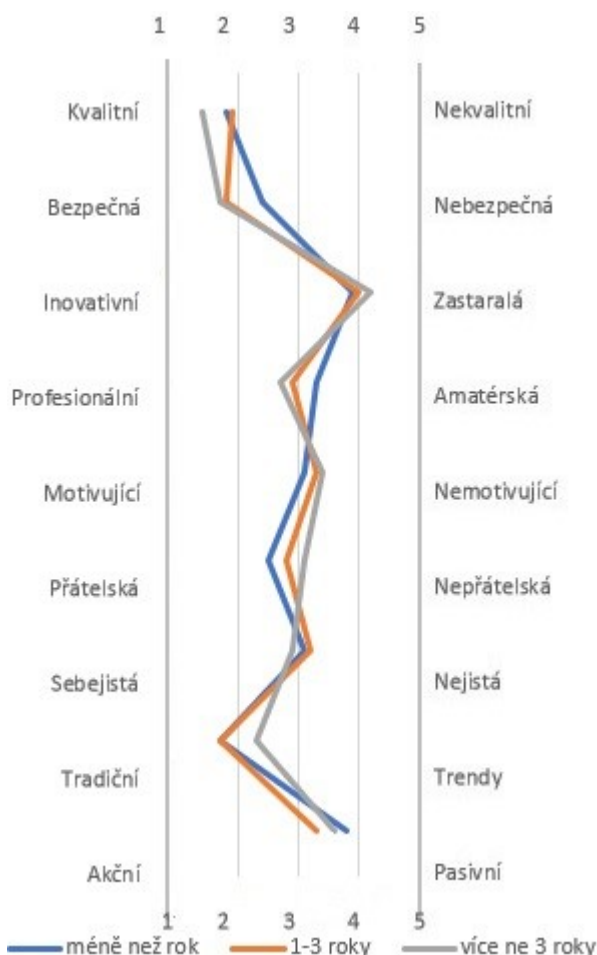 1 2 3 4 5
Kvalitní Nekvalitní
Bezpečná Nebezpečná
Inovativní Zastaralá
Profesionální Amatérská
Motivující Nemotivující
Přátelská Nepřátelská
Sebejistá Nejistá
Tradiční Trendy
Akční Pasivní
1 2 3 4 5
méně než rok 1-3 roky více ne 3 roky